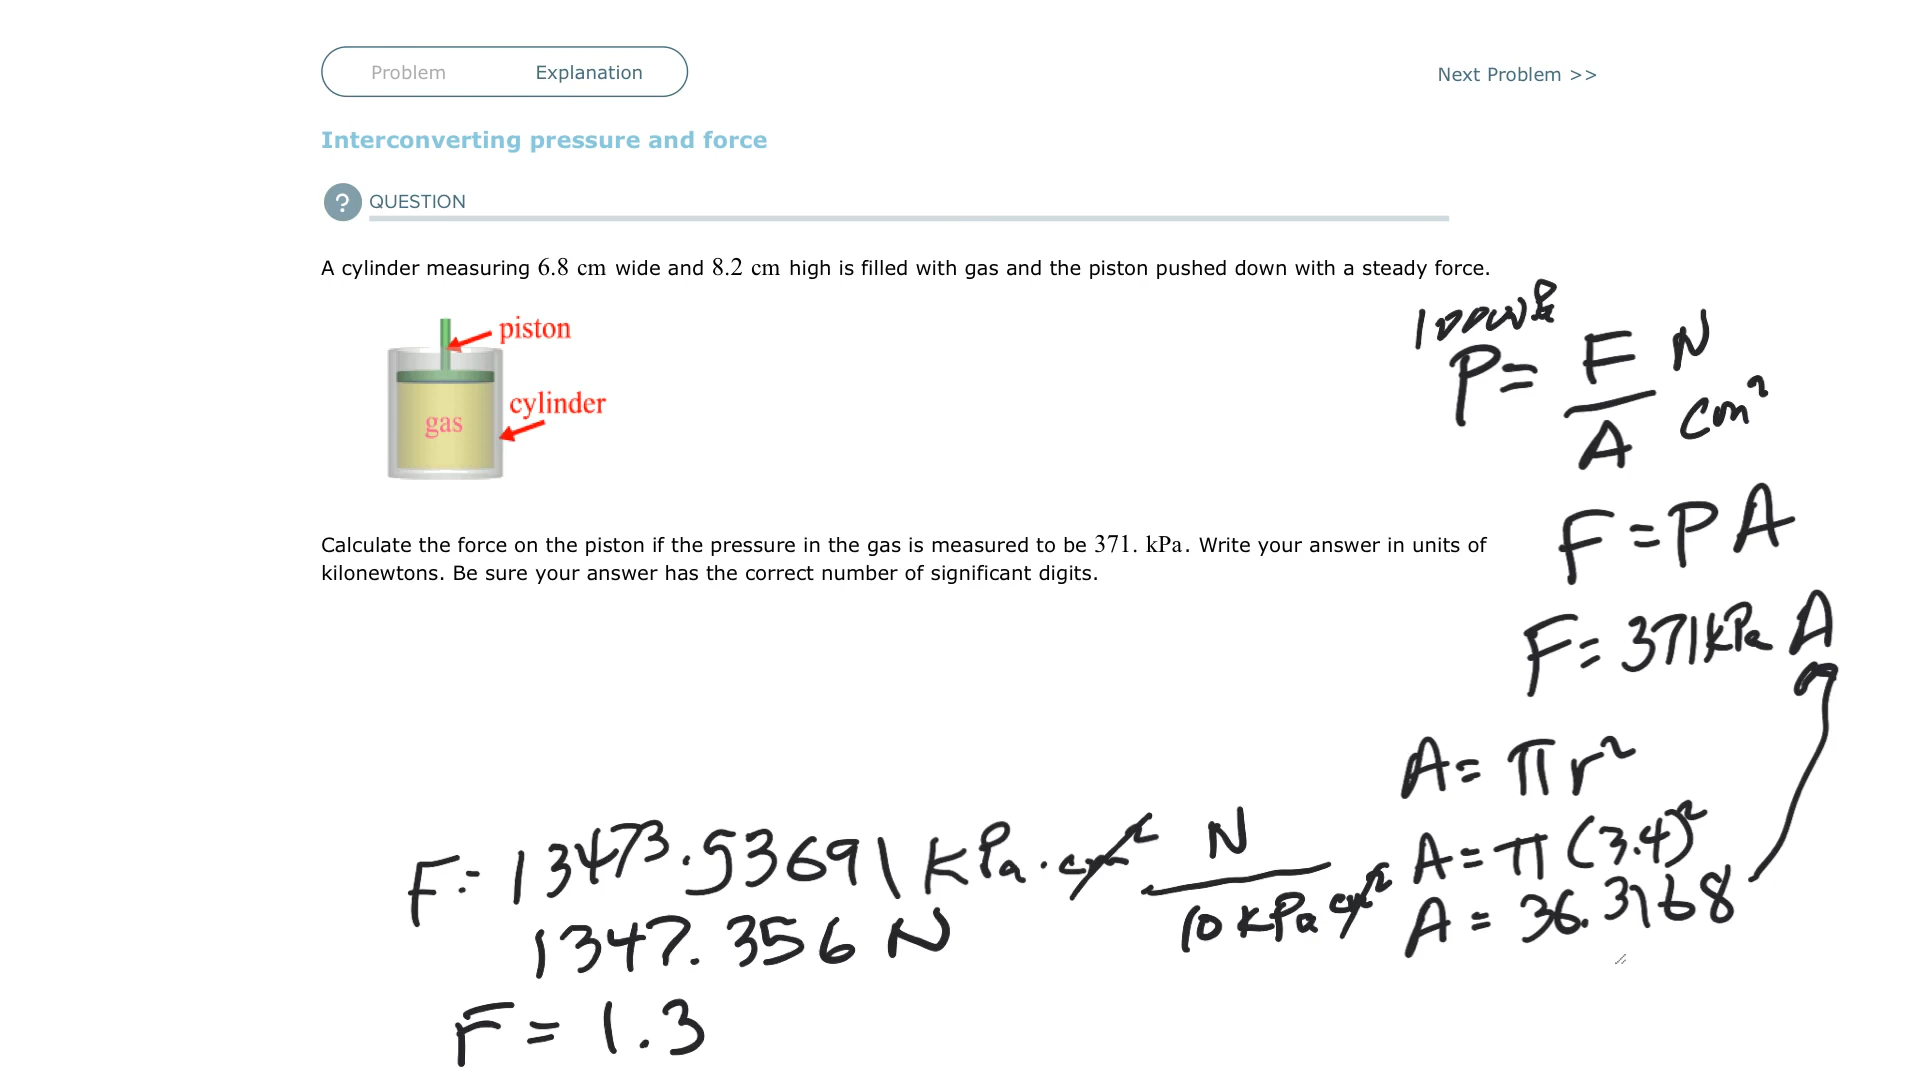 Problem
Explanation
Next Problem >>
Interconverting pressure and force
? QUESTION
A cylinder measuring 6.8 cm wide and 8.2 cm high is filled with gas and the piston pushed down with a steady force.
piston
cylinder
gas
P = F/A N cm²
Calculate the force on the piston if the pressure in the gas is measured to be 371. kPa. Write your answer in units of
kilonewtons. Be sure your answer has the correct number of significant digits.
F = P A
F = 371 kPa A
A = π r²
A = π (3.4)²
A = 36.3168
F = 13473.53691 kPa · cm² N / 10 kPa cm²
1347.356 N
F = 1.3